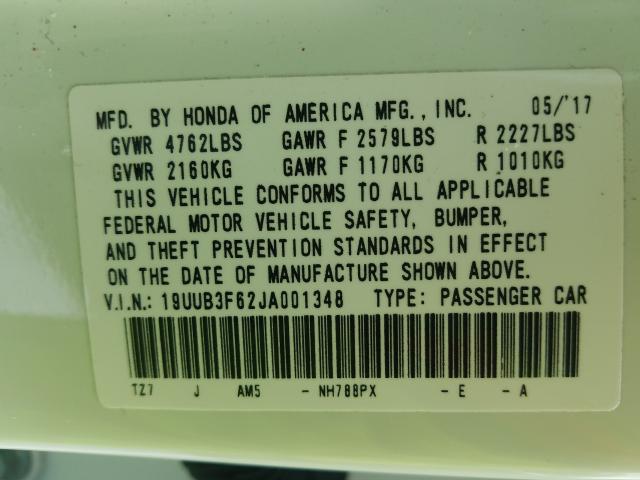 MFD. BY HONDA OF AMERICA MFG., INC. 05/'17
GVWR 4762LBS GAWR F 2579LBS R 2227LBS
GVWR 2160KG GAWR F 1170KG R 1010KG
THIS VEHICLE CONFORMS TO ALL APPLICABLE
FEDERAL MOTOR VEHICLE SAFETY, BUMPER,
AND THEFT PREVENTION STANDARDS IN EFFECT
ON THE DATE OF MANUFACTURE SHOWN ABOVE.
V.I.N.: 19UUB3F62JA001348 TYPE: PASSENGER CAR
TZ7 J AM5 - NH788PX - E - A